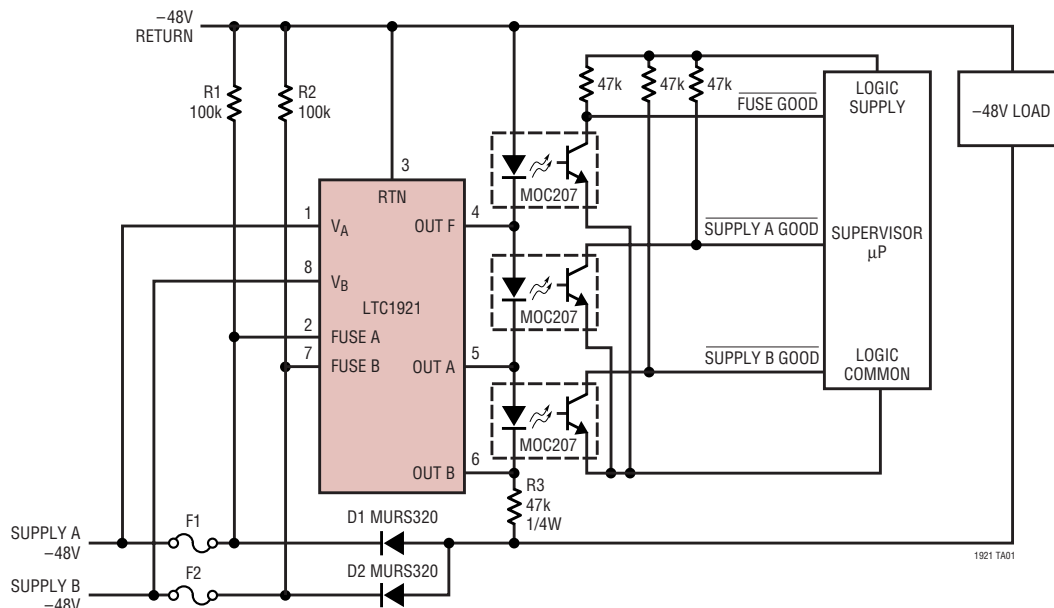 –48V
RETURN
R1
100k
R2
100k
47k
47k
47k
FUSE GOOD
LOGIC
SUPPLY
–48V LOAD
3
RTN
MOC207
1
VA
OUT F
4
SUPPLY A GOOD
SUPERVISOR
µP
8
VB
MOC207
LTC1921
2
FUSE A
7
FUSE B
OUT A
5
SUPPLY B GOOD
LOGIC
COMMON
MOC207
OUT B
6
R3
47k
1/4W
SUPPLY A
–48V
F1
D1 MURS320
1921 TA01
SUPPLY B
–48V
F2
D2 MURS320